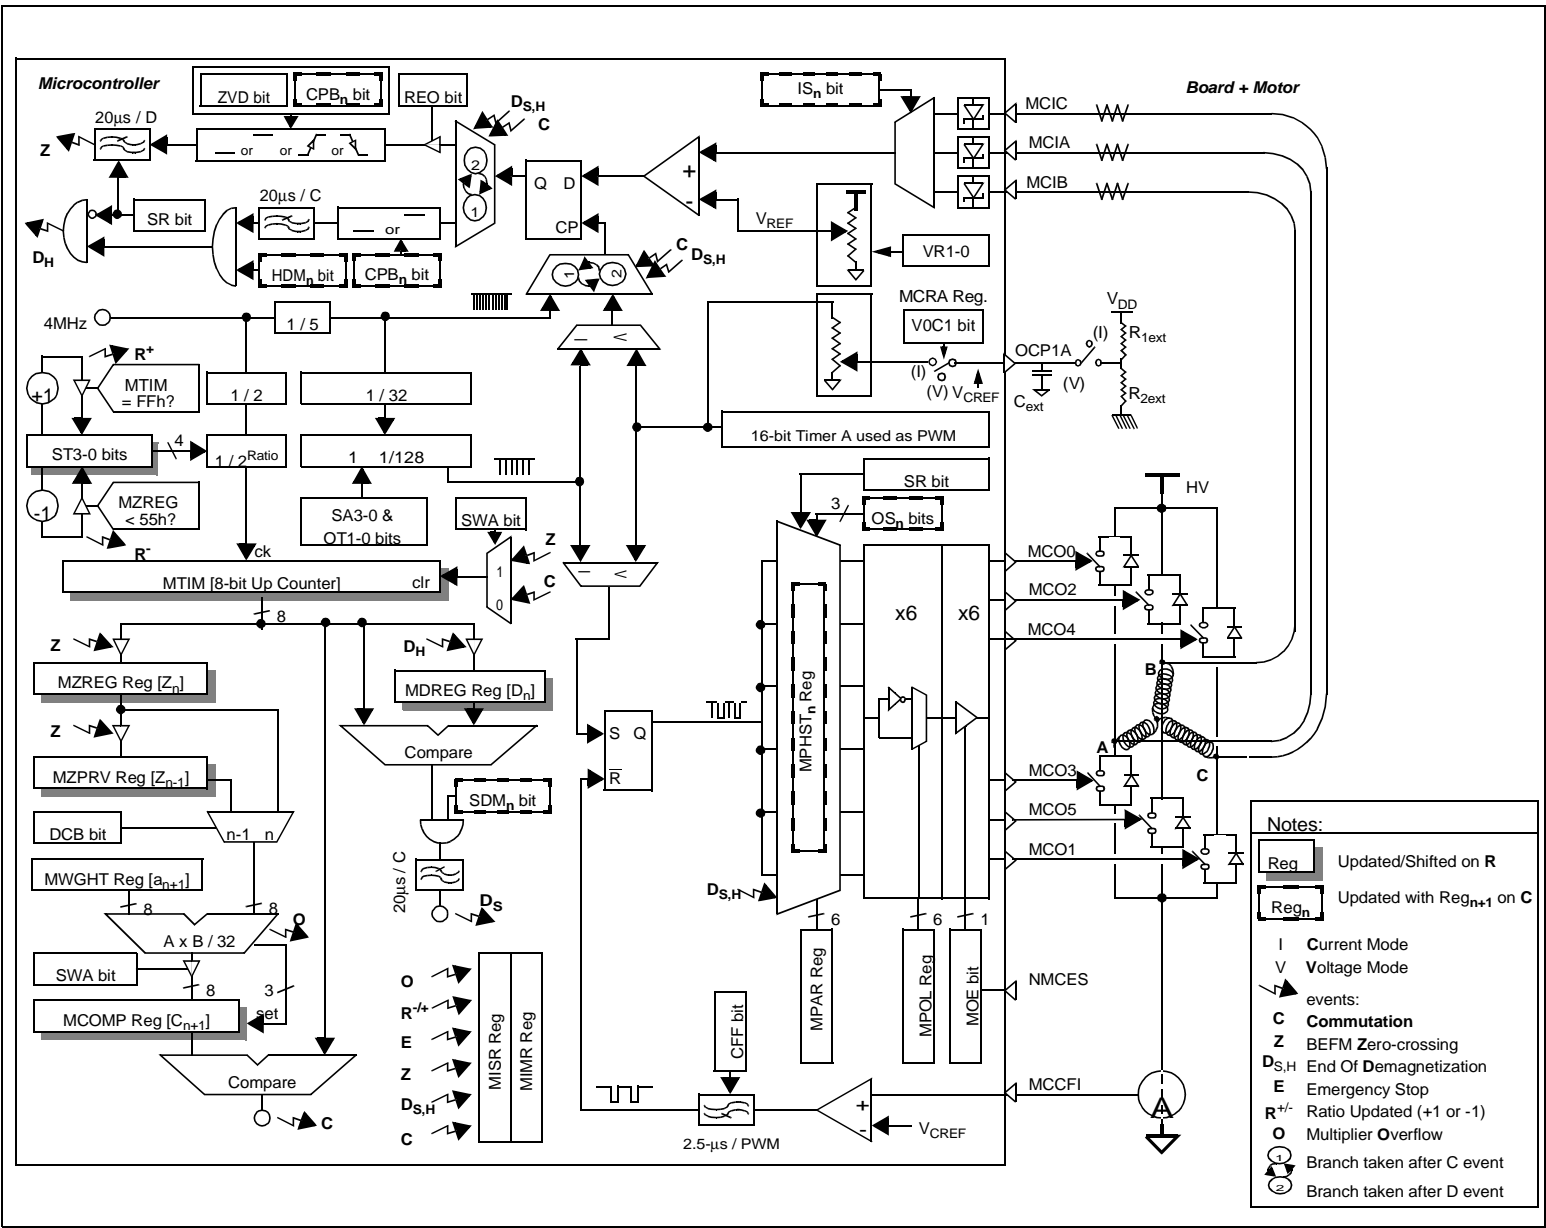 Microcontroller
Board + Motor
ZVD bit
CPBn bit
REO bit
ISn bit
MCIC
MCIA
MCIB
20µs / D
DS,H
C
Z
or
or
or
2
1
Q
D
CP
+
-
VREF
VR1-0
SR bit
20µs / C
or
DH
HDMn bit
CPBn bit
C
DS,H
1
2
4MHz
1 / 5
MCRA Reg.
V0C1 bit
(I)
(V)
VCREF
OCP1A
(I)
(V)
VDD
R1ext
R2ext
Cext
R+
+1
MTIM
= FFh?
1 / 2
1 / 32
ST3-0 bits
4
1 / 2Ratio
1 1/128
16-bit Timer A used as PWM
-1
MZREG
< 55h?
R-
SA3-0 &
OT1-0 bits
SWA bit
Z
C
1
0
SR bit
3
OSn bits
HV
ck
MTIM [8-bit Up Counter]
clr
8
Z
DH
MZREG Reg [Zn]
MDREG Reg [Dn]
Z
Compare
MZPRV Reg [Zn-1]
SDMn bit
DCB bit
n-1 n
MWGHT Reg [an+1]
8
8
A x B / 32
O
SWA bit
8
3
set
MCOMP Reg [Cn+1]
Compare
C
20µs / C
DS
S Q
R
MPHSTn Reg
x6
x6
MCO0
MCO2
MCO4
MCO3
MCO5
MCO1
B
A
C
DS,H
6
6
1
MPAR Reg
MPOL Reg
MOE bit
NMCES
O
R-/+
E
Z
DS,H
C
MISR Reg
MIMR Reg
CFF bit
2.5-µs / PWM
+
-
VCREF
MCCFI
A
Notes:
Reg
Updated/Shifted on R
Regn
Updated with Regn+1 on C
I Current Mode
V Voltage Mode
events:
C Commutation
Z BEFM Zero-crossing
DS,H End Of Demagnetization
E Emergency Stop
R+/- Ratio Updated (+1 or -1)
O Multiplier Overflow
1 Branch taken after C event
2 Branch taken after D event